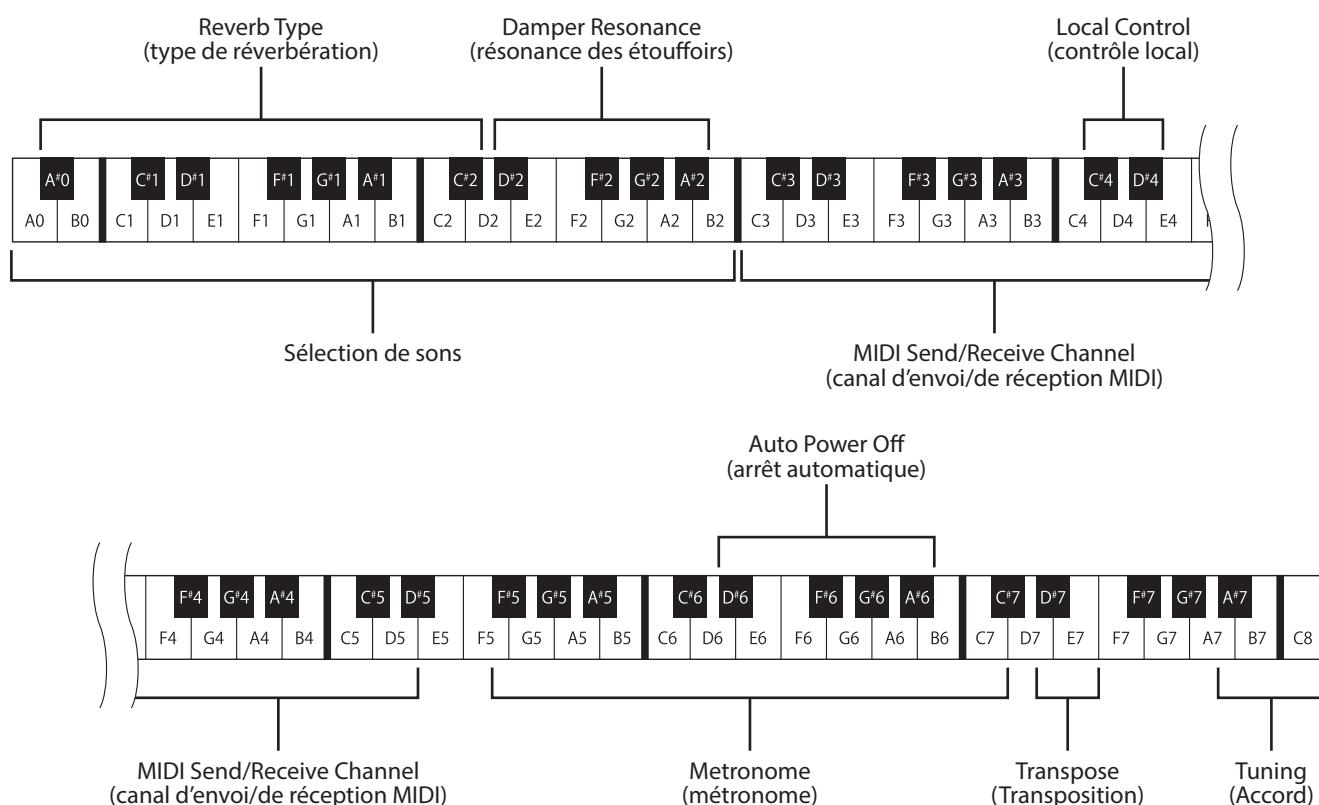 Reverb Type
(type de réverbération)
Damper Resonance
(résonance des étouffoirs)
Local Control
(contrôle local)
A#0 C#1 D#1 F#1 G#1 A#1 C#2 D#2 F#2 G#2 A#2 C#3 D#3 F#3 G#3 A#3 C#4 D#4
A0 B0 C1 D1 E1 F1 G1 A1 B1 C2 D2 E2 F2 G2 A2 B2 C3 D3 E3 F3 G3 A3 B3 C4 D4 E4
Sélection de sons
MIDI Send/Receive Channel
(canal d’envoi/de réception MIDI)
Auto Power Off
(arrêt automatique)
F#4 G#4 A#4 C#5 D#5 F#5 G#5 A#5 C#6 D#6 F#6 G#6 A#6 C#7 D#7 F#7 G#7 A#7
F4 G4 A4 B4 C5 D5 E5 F5 G5 A5 B5 C6 D6 E6 F6 G6 A6 B6 C7 D7 E7 F7 G7 A7 B7 C8
MIDI Send/Receive Channel
(canal d’envoi/de réception MIDI)
Metronome
(métronome)
Transpose
(Transposition)
Tuning
(Accord)